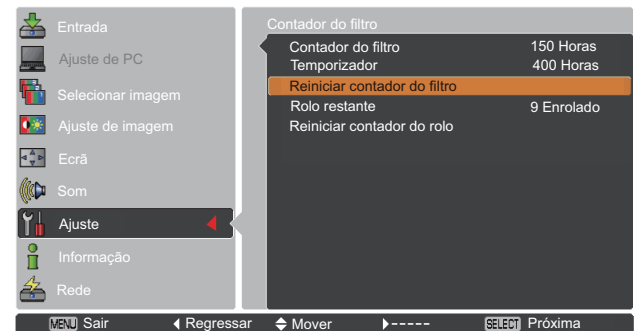 Entrada
Ajuste de PC
Selecionar imagem
Ajuste de imagem
Ecrã
Som
Ajuste
Informação
Rede
Contador do filtro
Contador do filtro 150 Horas
Temporizador 400 Horas
Reiniciar contador do filtro
Rolo restante 9 Enrolado
Reiniciar contador do rolo
MENU Sair Regressar Mover ----- SELECT Próxima